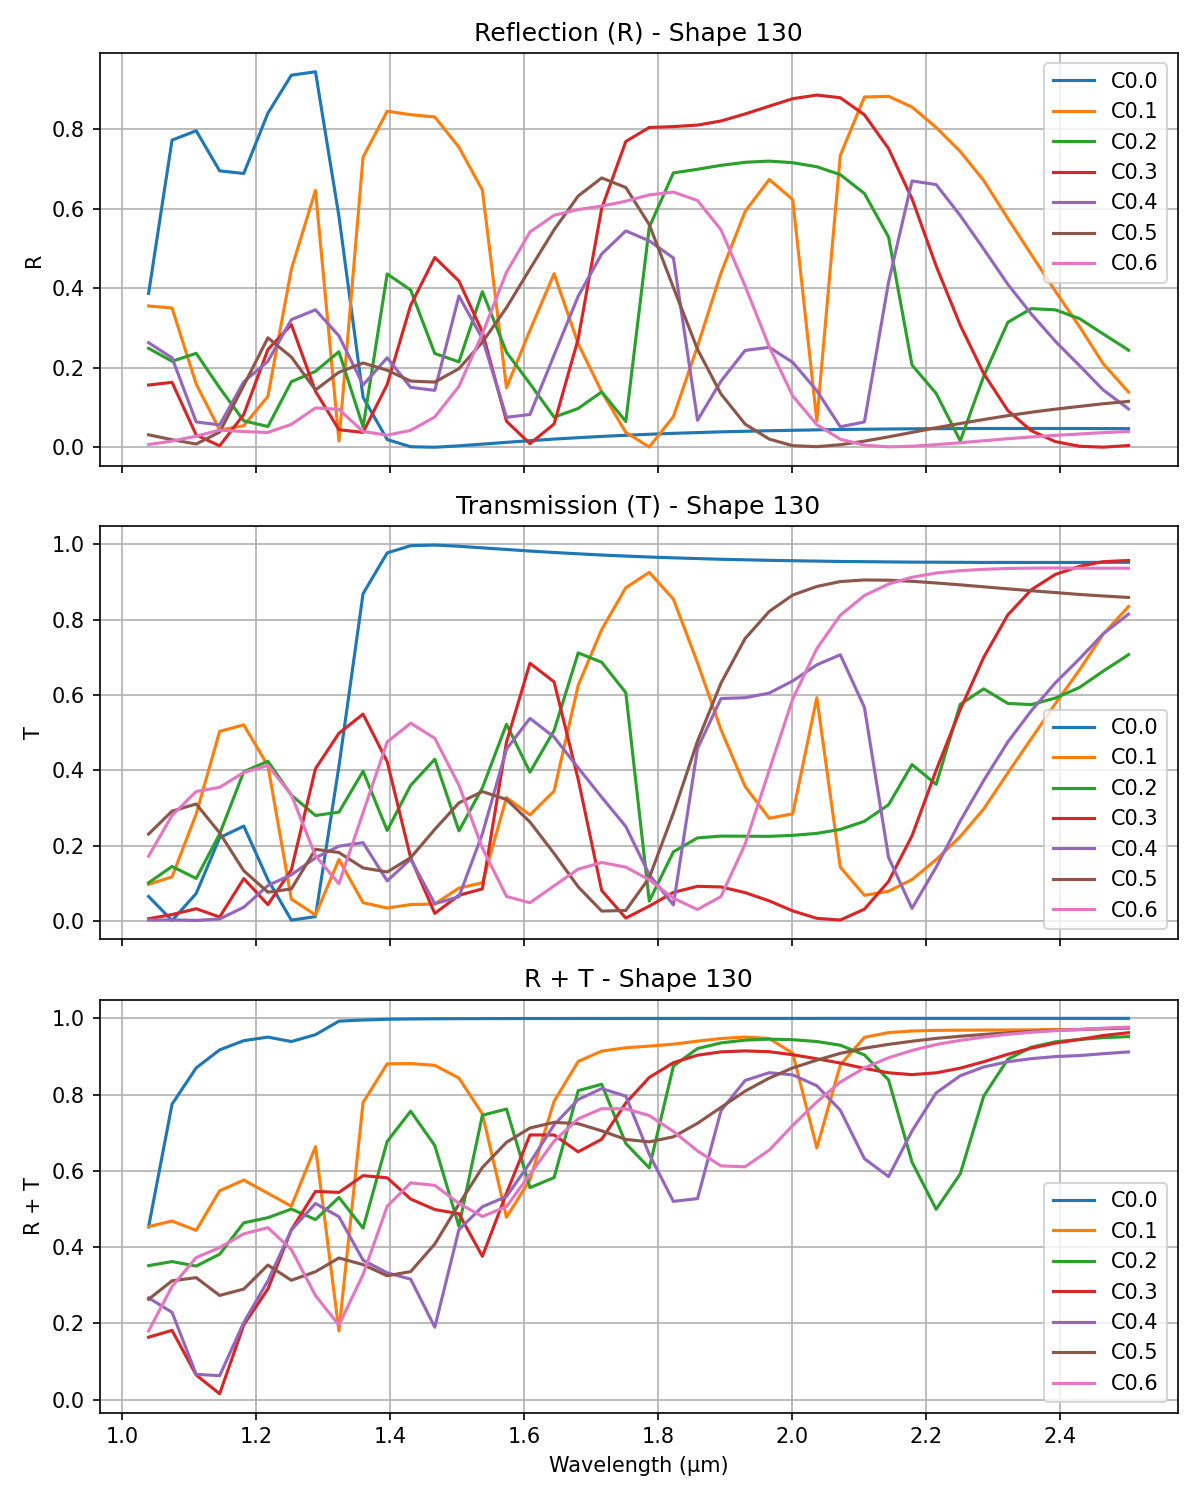 Reflection (R) - Shape 130
0.8
0.6
0.4
0.2
0.0
R
C0.0
C0.1
C0.2
C0.3
C0.4
C0.5
C0.6
Transmission (T) - Shape 130
1.0
0.8
0.6
0.4
0.2
0.0
T
C0.0
C0.1
C0.2
C0.3
C0.4
C0.5
C0.6
R + T - Shape 130
1.0
0.8
0.6
0.4
0.2
0.0
R + T
C0.0
C0.1
C0.2
C0.3
C0.4
C0.5
C0.6
1.0 1.2 1.4 1.6 1.8 2.0 2.2 2.4
Wavelength (µm)